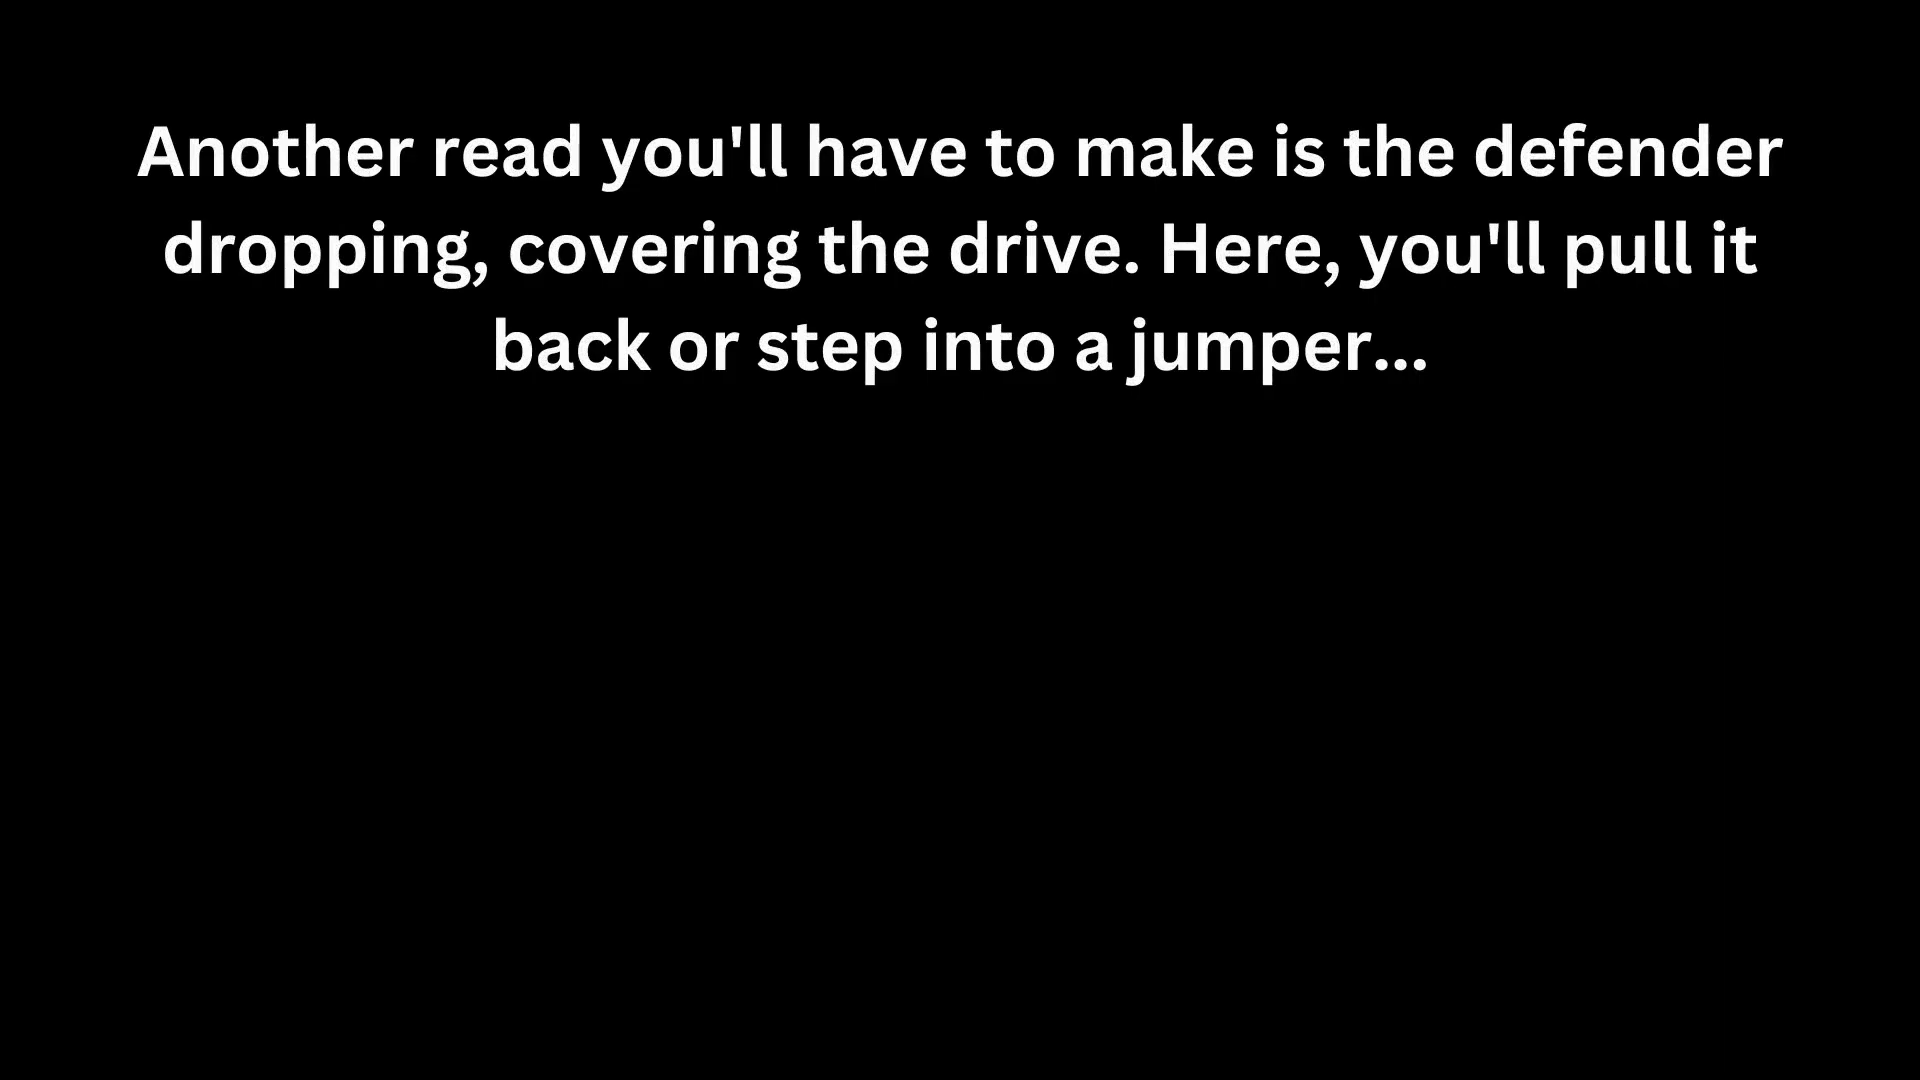 Another read you'll have to make is the defender
dropping, covering the drive. Here, you'll pull it
back or step into a jumper...